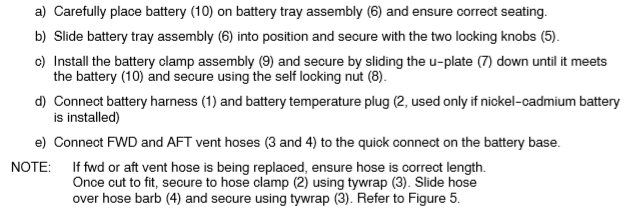 a) Carefully place battery (10) on battery tray assembly (6) and ensure correct seating.
b) Slide battery tray assembly (6) into position and secure with the two locking knobs (5).
c) Install the battery clamp assembly (9) and secure by sliding the u-plate (7) down until it meets
the battery (10) and secure using the self locking nut (8).
d) Connect battery harness (1) and battery temperature plug (2, used only if nickel-cadmium battery
is installed)
e) Connect FWD and AFT vent hoses (3 and 4) to the quick connect on the battery base.
NOTE: If fwd or aft vent hose is being replaced, ensure hose is correct length.
Once cut to fit, secure to hose clamp (2) using tywrap (3). Slide hose
over hose barb (4) and secure using tywrap (3). Refer to Figure 5.